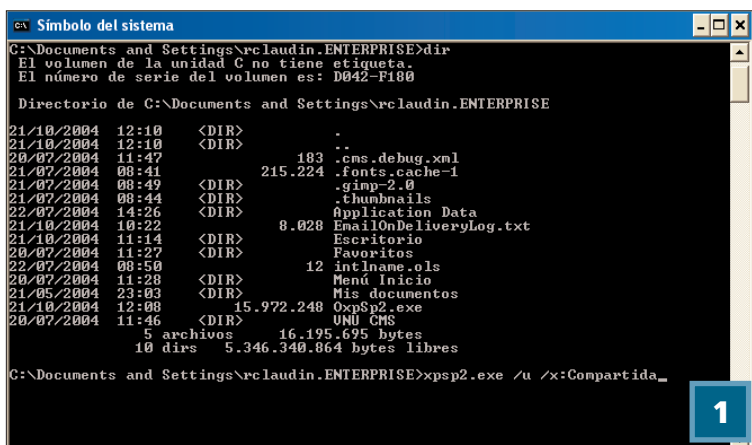 Símbolo del sistema
C:\Documents and Settings\rclaudin.ENTERPRISE>dir
El volumen de la unidad C no tiene etiqueta.
El número de serie del volumen es: D042-F180
Directorio de C:\Documents and Settings\rclaudin.ENTERPRISE
21/10/2004 12:10 <DIR> .
21/10/2004 12:10 <DIR> ..
20/07/2004 11:47 183 .cms.debug.xml
21/07/2004 08:41 215.224 .fonts.cache-1
21/07/2004 08:49 <DIR> .gimp-2.0
21/07/2004 08:44 <DIR> .thumbnails
22/07/2004 14:26 <DIR> Application Data
21/10/2004 10:22 8.028 EmailOnDeliveryLog.txt
21/10/2004 11:14 <DIR> Escritorio
20/07/2004 11:27 <DIR> Favoritos
22/07/2004 08:50 12 intlname.ols
20/07/2004 11:28 <DIR> Menú Inicio
21/05/2004 23:03 <DIR> Mis documentos
21/10/2004 12:08 15.972.248 OxpSp2.exe
20/07/2004 11:46 <DIR> VNU CMS
5 archivos 16.195.695 bytes
10 dirs 5.346.340.864 bytes libres
C:\Documents and Settings\rclaudin.ENTERPRISE>xpsp2.exe /u /x:Compartida_
1